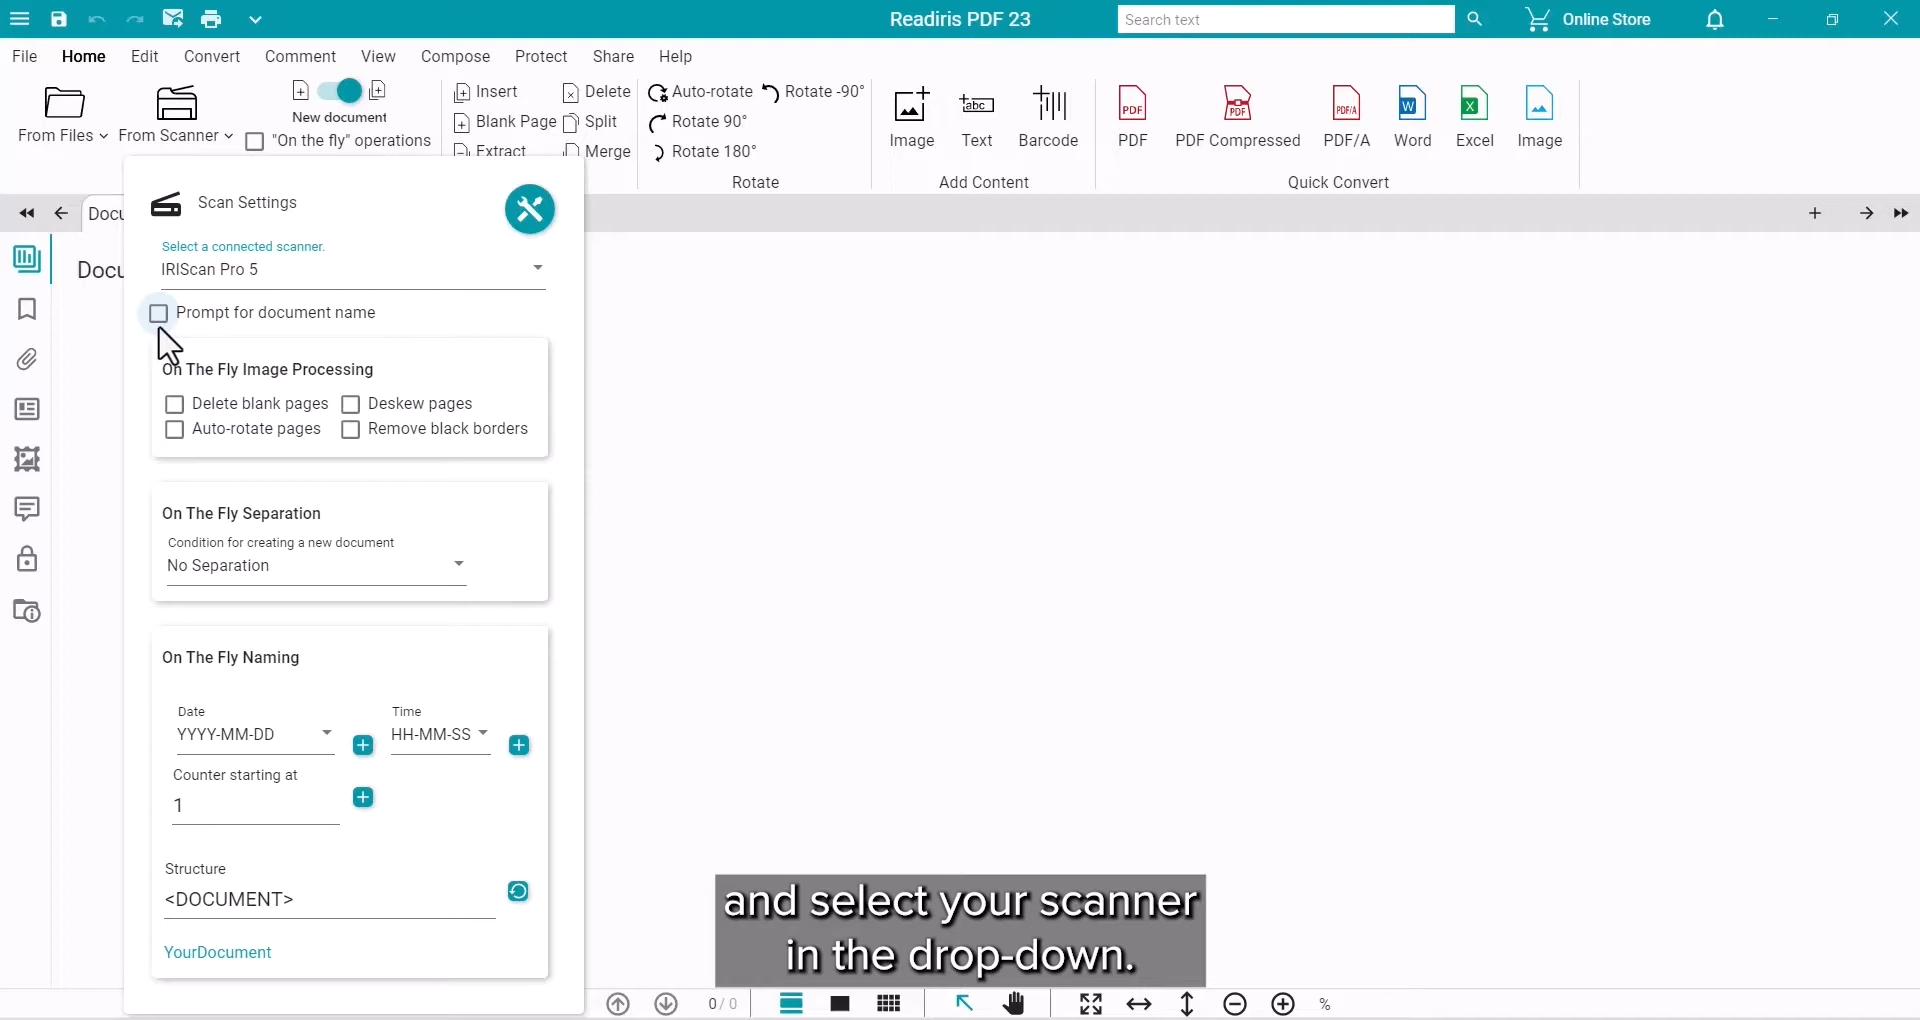 Readiris PDF 23
Search text
Online Store
File Home Edit Convert Comment View Compose Protect Share Help
From Files
From Scanner
New document
"On the fly" operations
Insert
Delete
Blank Page
Split
Extract
Merge
Auto-rotate
Rotate -90°
Rotate 90°
Rotate 180°
Rotate
Image
abc
Text
Barcode
Add Content
PDF
PDF
PDF
PDF Compressed
PDF/A
PDF/A
W
Word
X
Excel
Image
Quick Convert
Docu
Docu
Scan Settings
Select a connected scanner.
IRIScan Pro 5
Prompt for document name
On The Fly Image Processing
Delete blank pages
Deskew pages
Auto-rotate pages
Remove black borders
On The Fly Separation
Condition for creating a new document
No Separation
On The Fly Naming
Date
Time
YYYY-MM-DD
HH-MM-SS
Counter starting at
1
Structure
<DOCUMENT>
YourDocument
and select your scanner
in the drop-down.
0 / 0
%